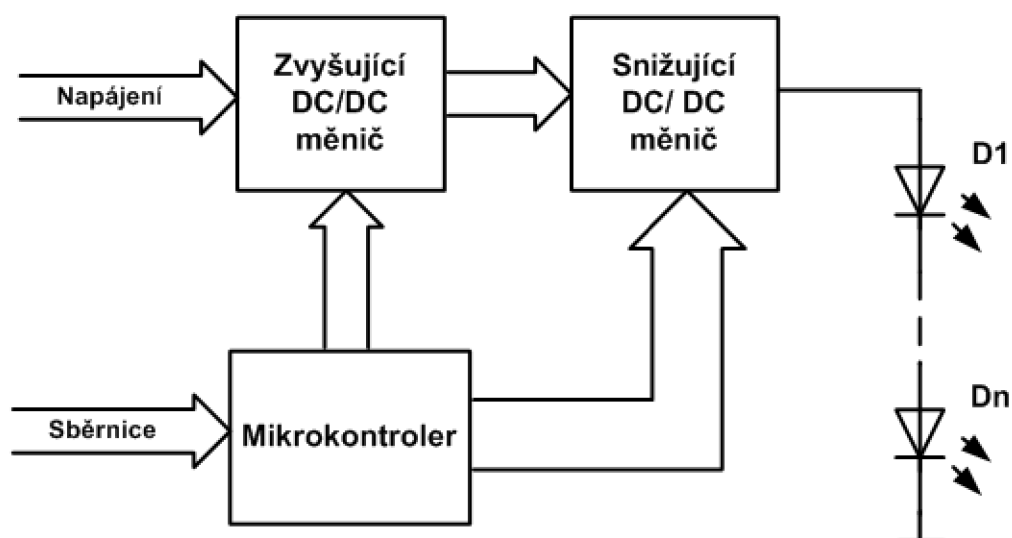 Napájení
Zvyšující
DC/DC
měnič
Snižující
DC/ DC
měnič
D1
Sběrnice
Mikrokontroler
Dn